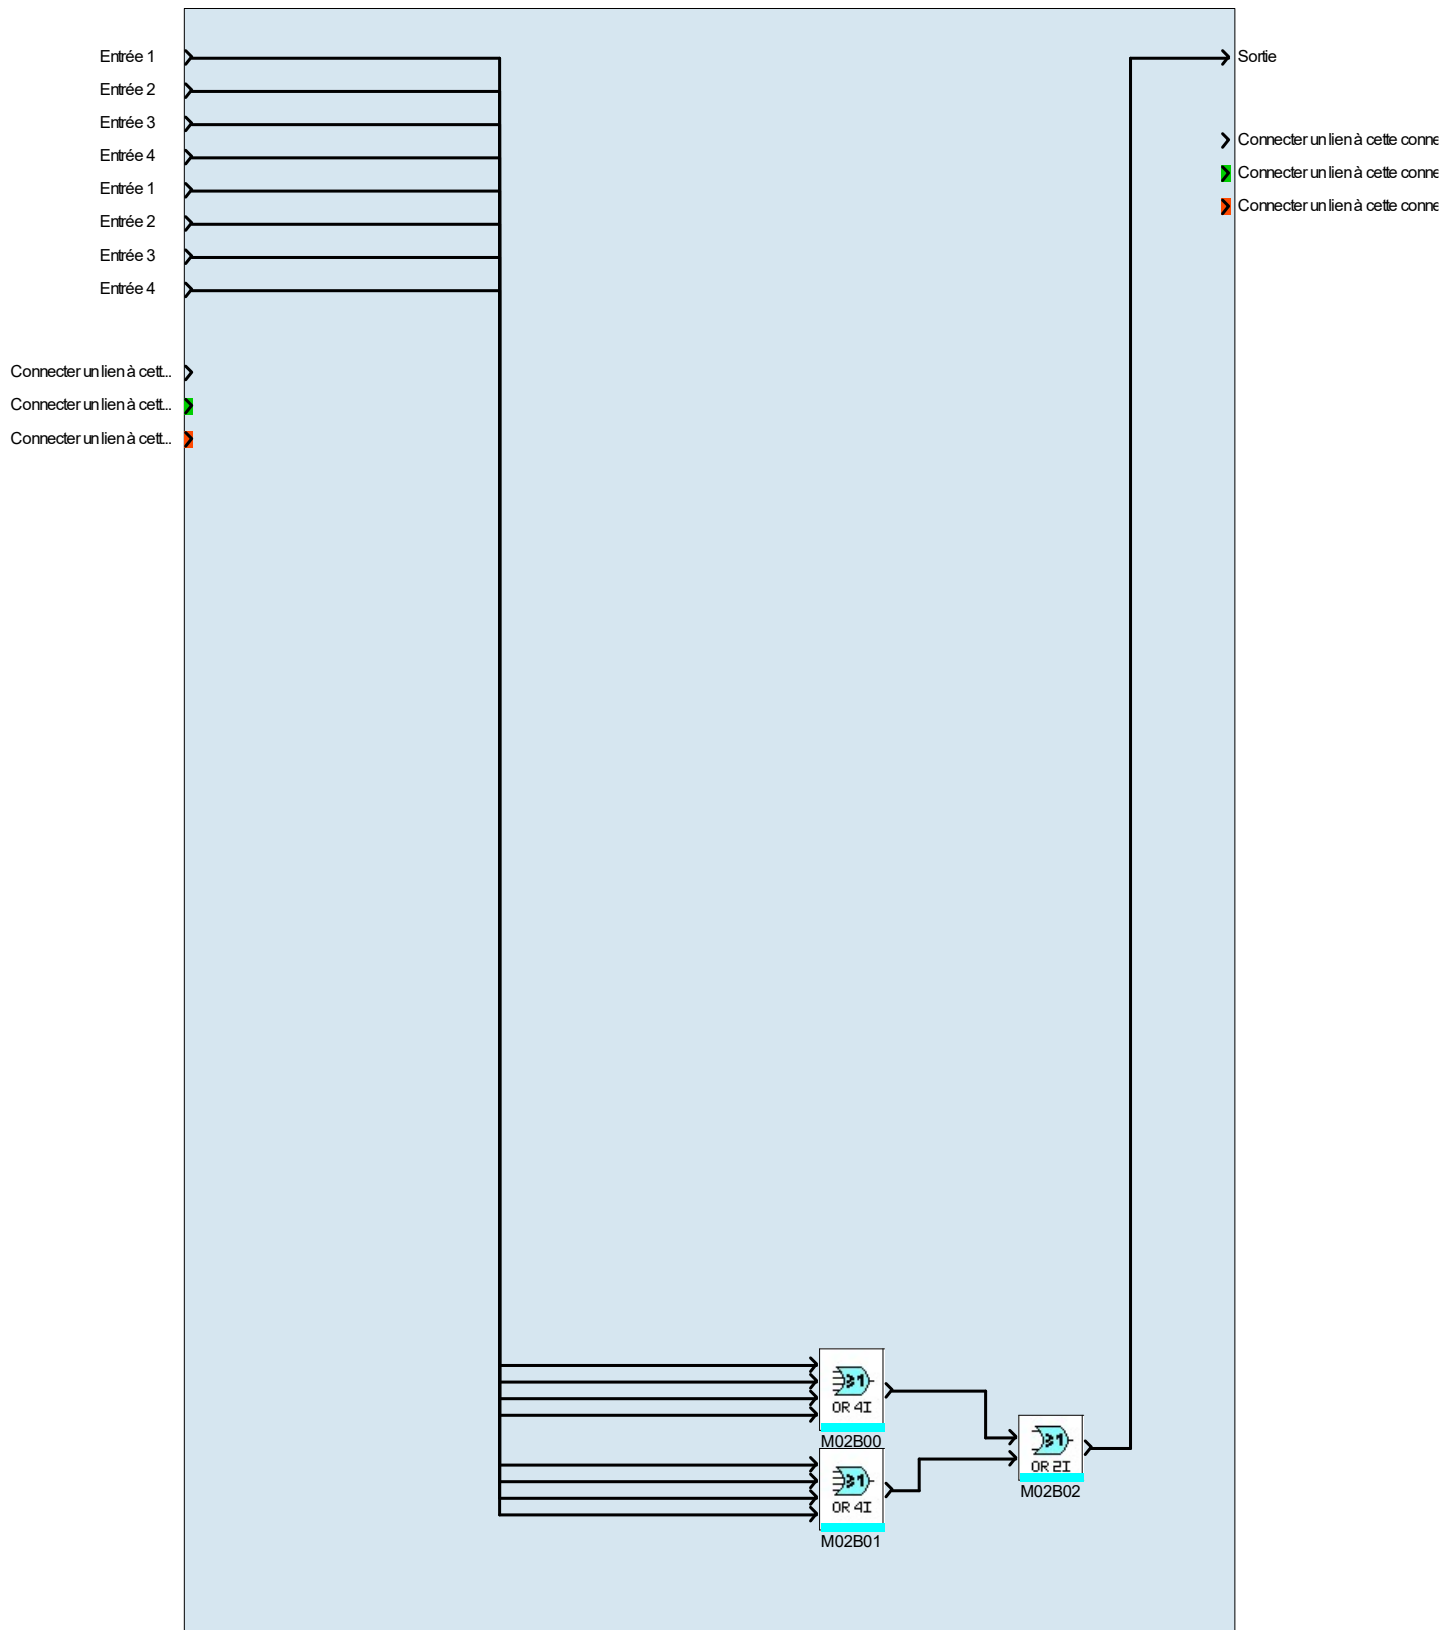 Entrée 1
Entrée 2
Entrée 3
Entrée 4
Entrée 1
Entrée 2
Entrée 3
Entrée 4
Connecter un lien à cett...
Connecter un lien à cett...
Connecter un lien à cett...
Sortie
Connecter un lien à cette conne
Connecter un lien à cette conne
Connecter un lien à cette conne
≥1
OR 4I
M02B00
≥1
OR 4I
M02B01
≥1
OR 2I
M02B02